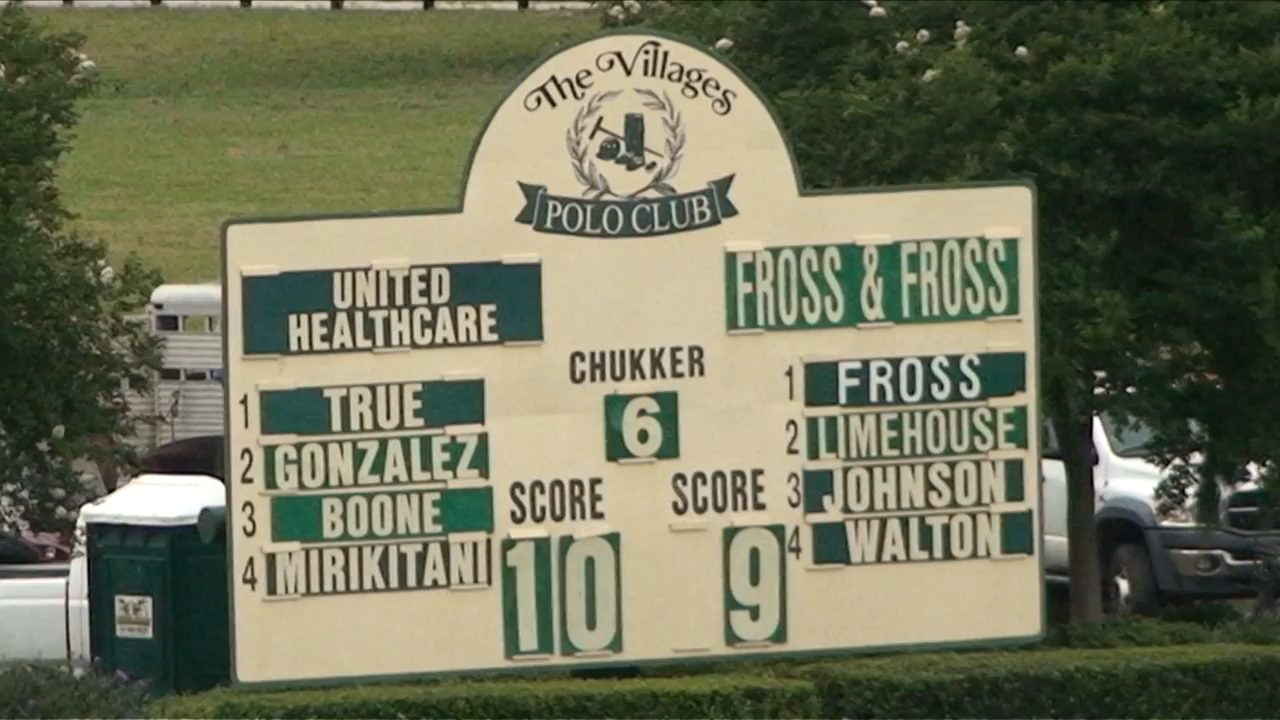 The Villages
POLO CLUB
UNITED
HEALTHCARE
1 TRUE
2 GONZALEZ
3 BOONE
4 MIRIKITANI
CHUKKER
6
SCORE
10
SCORE
9
FROSS & FROSS
1 FROSS
2 LIMEHOUSE
3 JOHNSON
4 WALTON